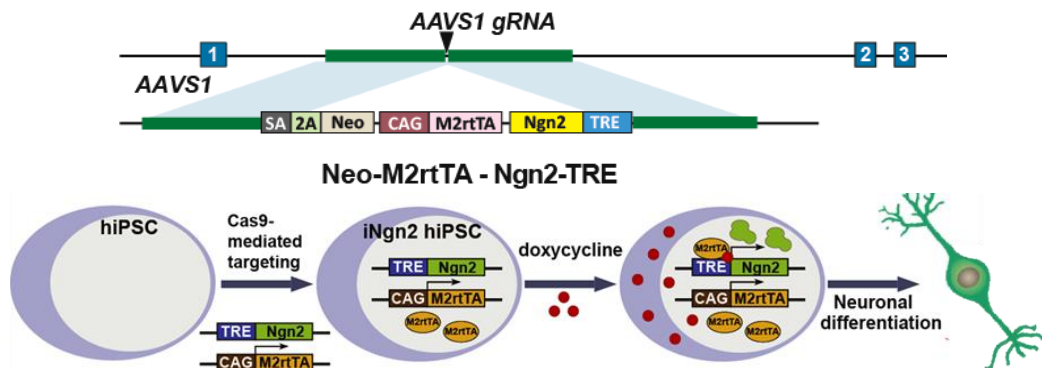 AAVS1 gRNA
1
2
3
AAVS1
SA
2A
Neo
CAG
M2rtTA
Ngn2
TRE
Neo-M2rtTA - Ngn2-TRE
hiPSC
Cas9-
mediated
targeting
TRE
Ngn2
CAG
M2rtTA
iNgn2 hiPSC
TRE
Ngn2
CAG
M2rtTA
M2rtTA
M2rtTA
doxycycline
M2rtTA
TRE
Ngn2
CAG
M2rtTA
M2rtTA
M2rtTA
Neuronal
differentiation